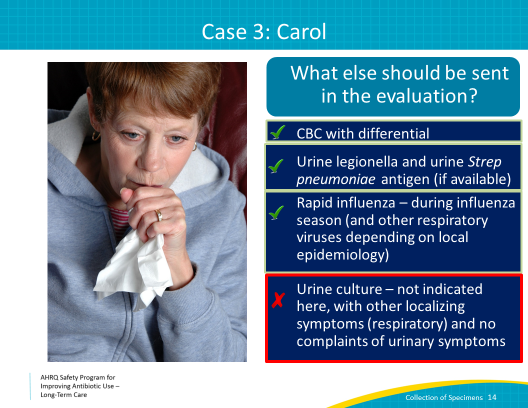 Case 3: Carol
What else should be sent
in the evaluation?
CBC with differential
Urine legionella and urine Strep
pneumoniae antigen (if available)
Rapid influenza – during influenza
season (and other respiratory
viruses depending on local
epidemiology)
Urine culture – not indicated
here, with other localizing
symptoms (respiratory) and no
complaints of urinary symptoms
AHRQ Safety Program for
Improving Antibiotic Use –
Long-Term Care
Collection of Specimens 14